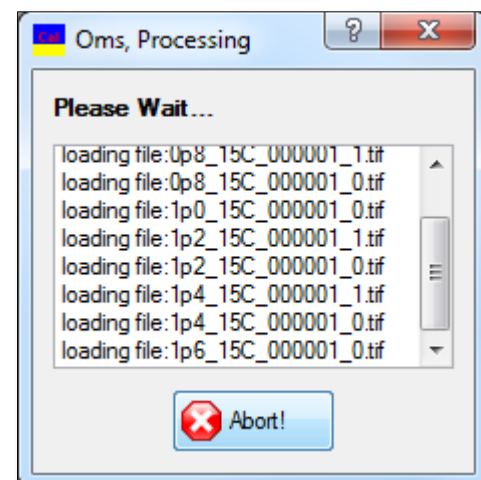 Cal
Oms, Processing
?
Please Wait...
loading file:0p8_15C_000001_1.tif
loading file:0p8_15C_000001_0.tif
loading file:1p0_15C_000001_0.tif
loading file:1p2_15C_000001_1.tif
loading file:1p2_15C_000001_0.tif
loading file:1p4_15C_000001_1.tif
loading file:1p4_15C_000001_0.tif
loading file:1p6_15C_000001_0.tif
Abort!